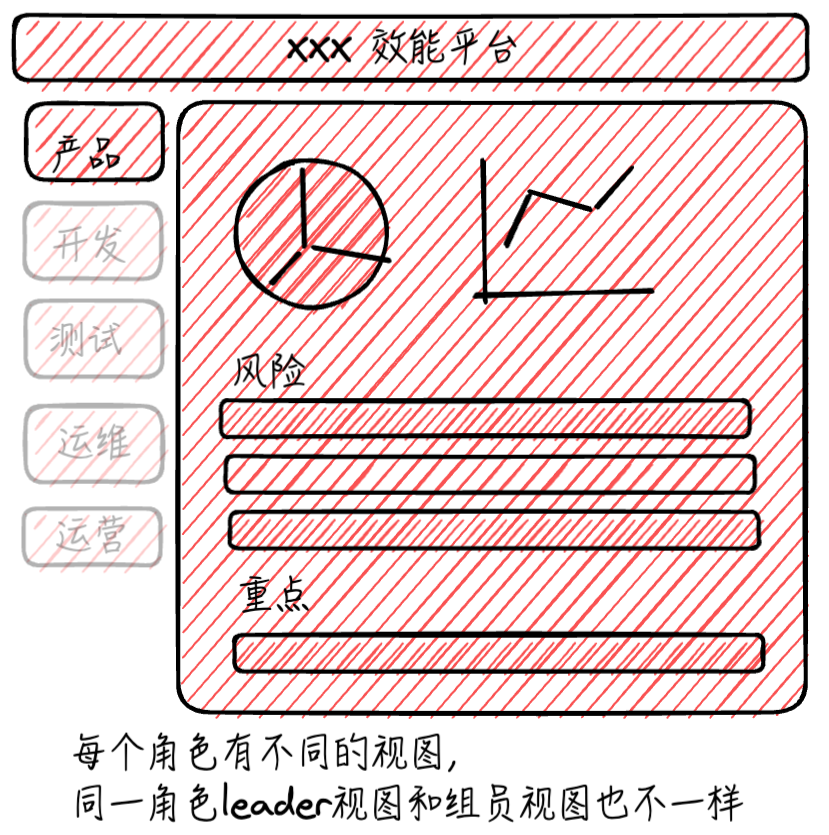 xxx 效能平台
产品
开发
测试
运维
运营
风险
重点
每个角色有不同的视图,
同一角色leader视图和组员视图也不一样